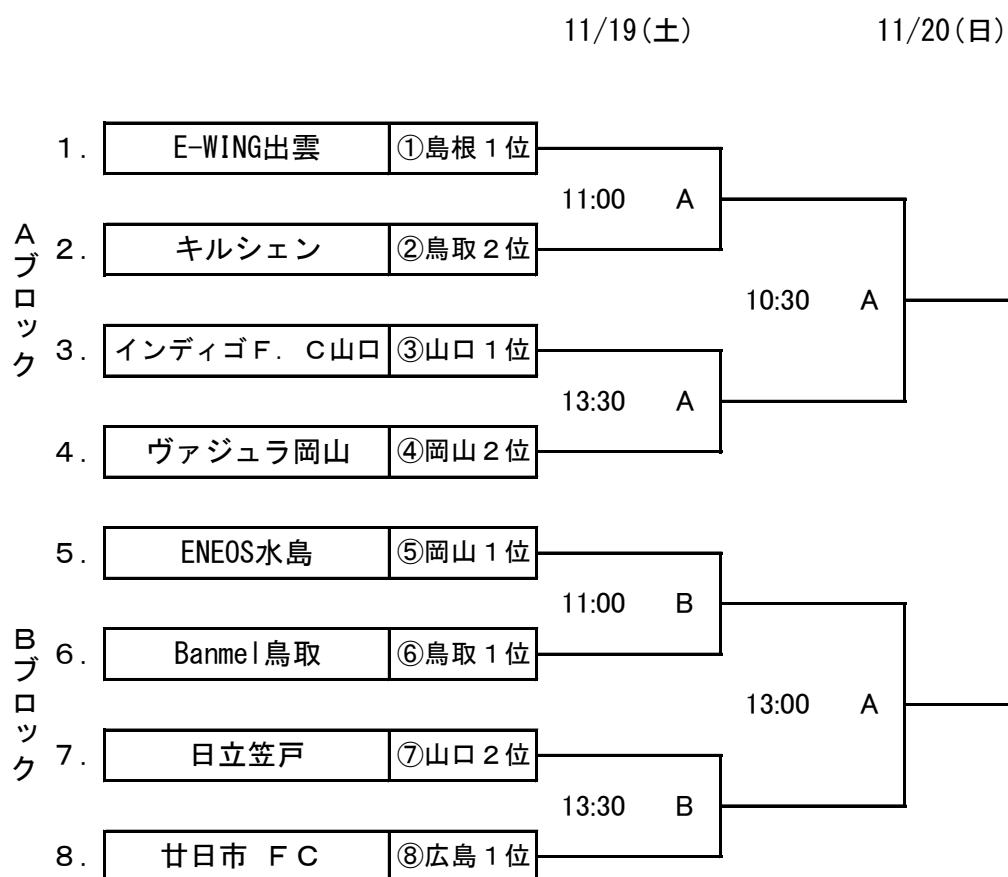 11/19(土) 11/20(日)
1. E-WING出雲 ①島根１位
11:00 A
2. キルシェン ②鳥取２位
Aブロック
10:30 A
3. インディゴＦ．Ｃ山口 ③山口１位
13:30 A
4. ヴァジュラ岡山 ④岡山２位
5. ENEOS水島 ⑤岡山１位
11:00 B
6. Banmel鳥取 ⑥鳥取１位
Bブロック
13:00 A
7. 日立笠戸 ⑦山口２位
13:30 B
8. 廿日市 ＦＣ ⑧広島１位